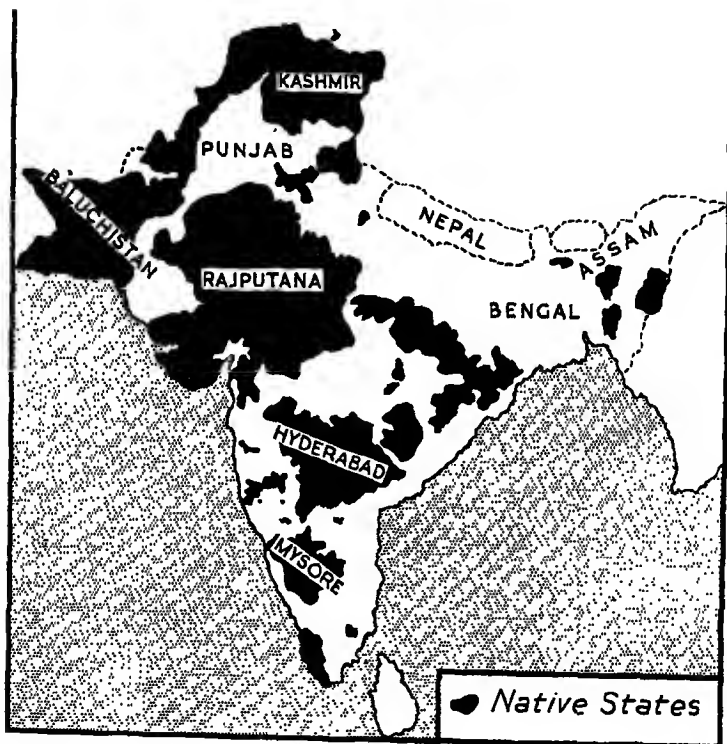 KASHMIR
PUNJAB
BALUCHISTAN
NEPAL
ASSAM
RAJPUTANA
BENGAL
HYDERABAD
MYSORE
Native States